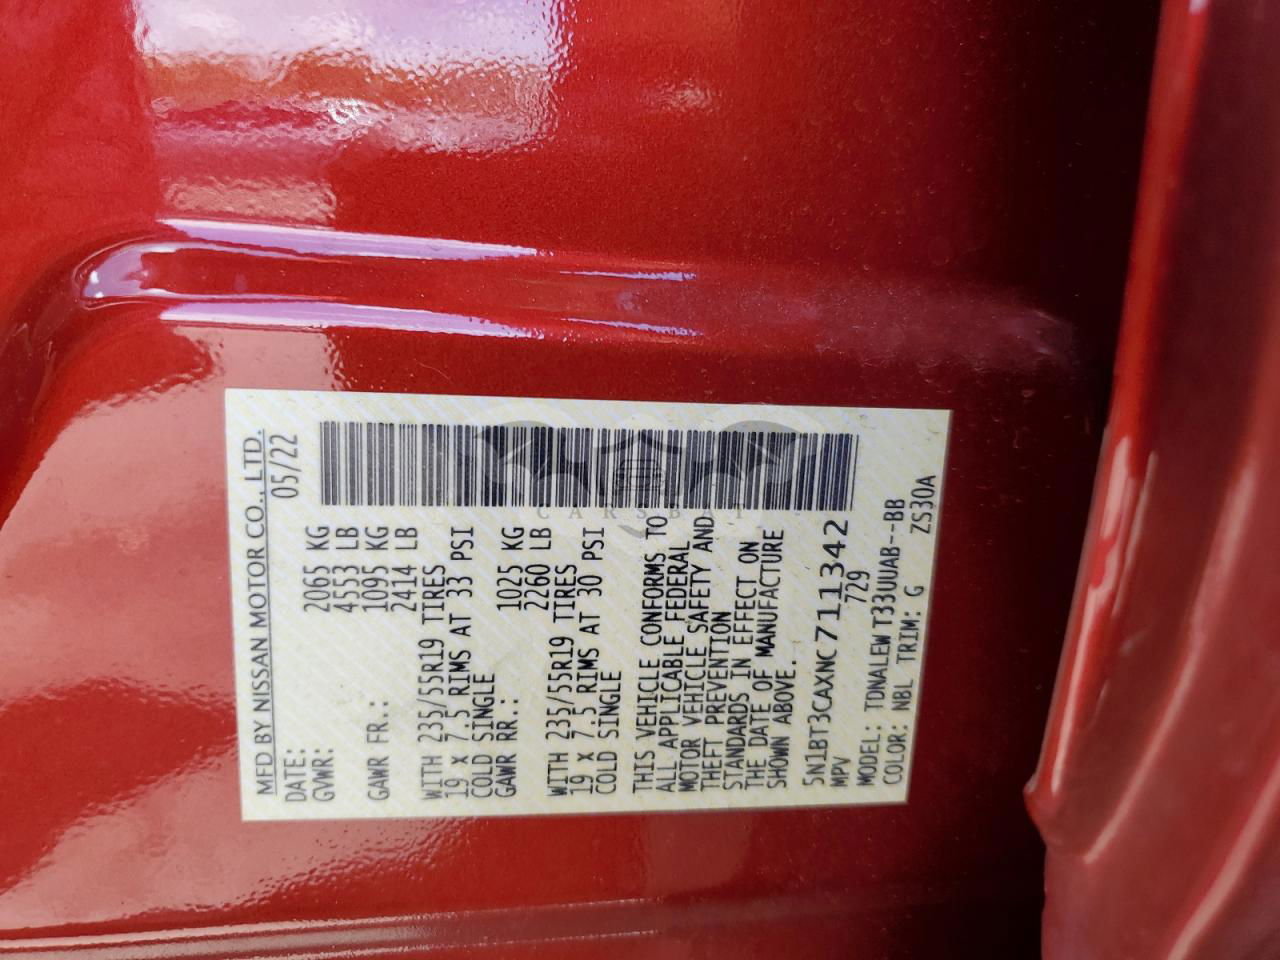 MFD BY NISSAN MOTOR CO., LTD.
DATE: 05/22
GVWR: 2065 KG
4553 LB
GAWR FR.: 1095 KG
2414 LB
WITH 235/55R19 TIRES
19 X 7.5 RIMS AT 33 PSI
COLD SINGLE
GAWR RR.: 1025 KG
2260 LB
WITH 235/55R19 TIRES
19 X 7.5 RIMS AT 30 PSI
COLD SINGLE
THIS VEHICLE CONFORMS TO
ALL APPLICABLE FEDERAL
MOTOR VEHICLE SAFETY AND
THEFT PREVENTION
STANDARDS IN EFFECT ON
THE DATE OF MANUFACTURE
SHOWN ABOVE.
5N1BT3CAXNC711342
MPV 729
MODEL: TDNALEW T33UUAB--BB
COLOR: NBL TRIM: G ZS30A
CARSBAT